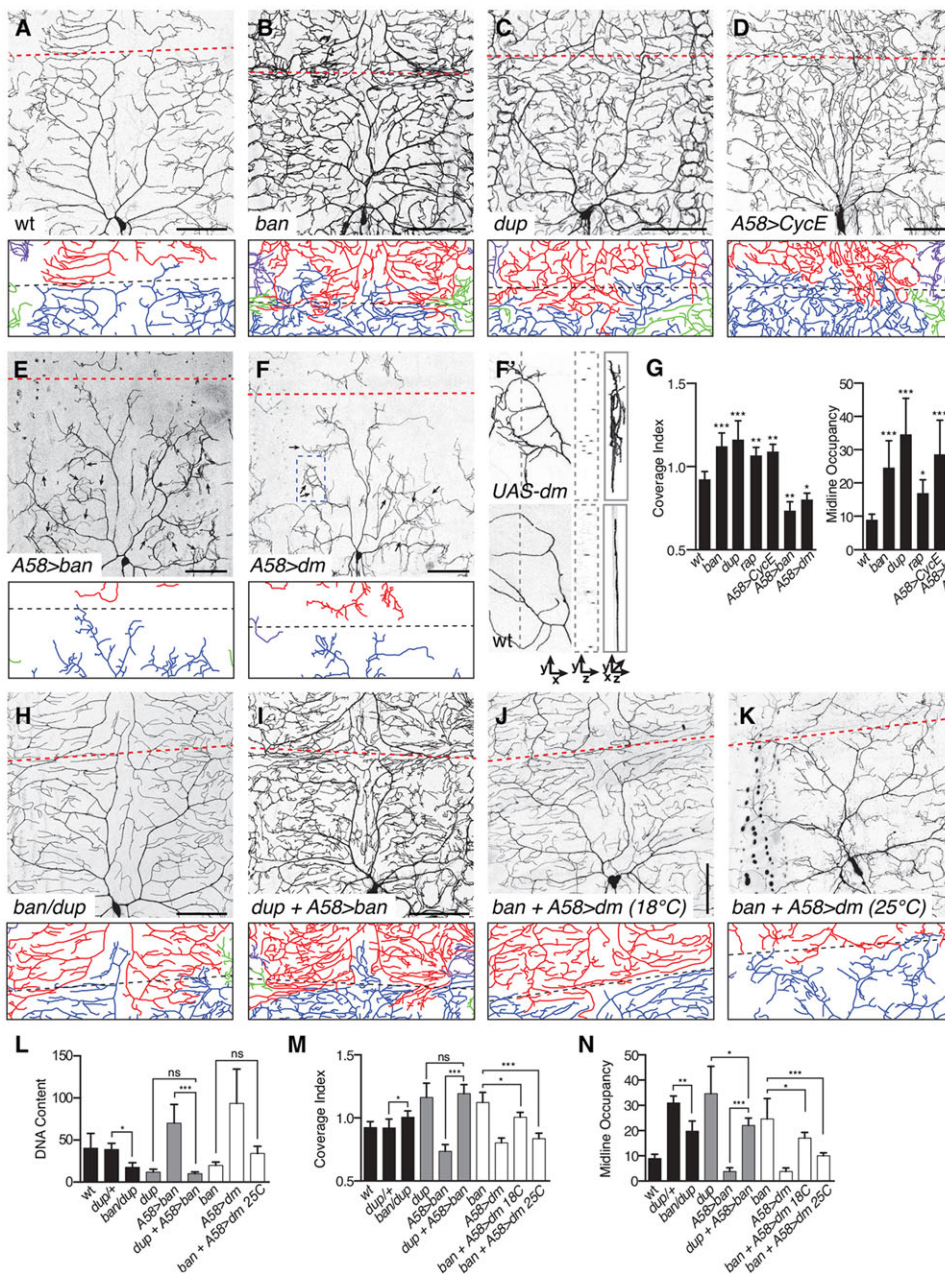 A
B
C
D
wt
ban
dup
A58>CycE
E
F
F'
G
A58>ban
A58>dm
UAS-dm
wt
y
x
y
z
y
x
z
Coverage Index
1.5
1.0
0.5
***
***
**
**
**
*
wt
ban
dup
rap
A58>CycE
A58>ban
A58>dm
Midline Occupancy
50
40
30
20
10
0
***
***
*
***
wt
ban
dup
rap
A58>CycE
H
I
J
K
ban/dup
dup + A58>ban
ban + A58>dm (18°C)
ban + A58>dm (25°C)
L
M
N
DNA Content
150
100
50
0
*
ns
***
ns
wt
dup/+
ban/dup
dup
A58>ban
dup + A58>ban
ban
A58>dm
ban + A58>dm 25C
Coverage Index
1.5
1.0
0.5
*
ns
***
*
***
wt
dup/+
ban/dup
dup
A58>ban
dup + A58>ban
ban
A58>dm
ban + A58>dm 18C
ban + A58>dm 25C
Midline Occupancy
40
30
20
10
0
**
*
***
*
***
wt
dup/+
ban/dup
dup
A58>ban
dup + A58>ban
ban
A58>dm
ban + A58>dm 18C
ban + A58>dm 25C